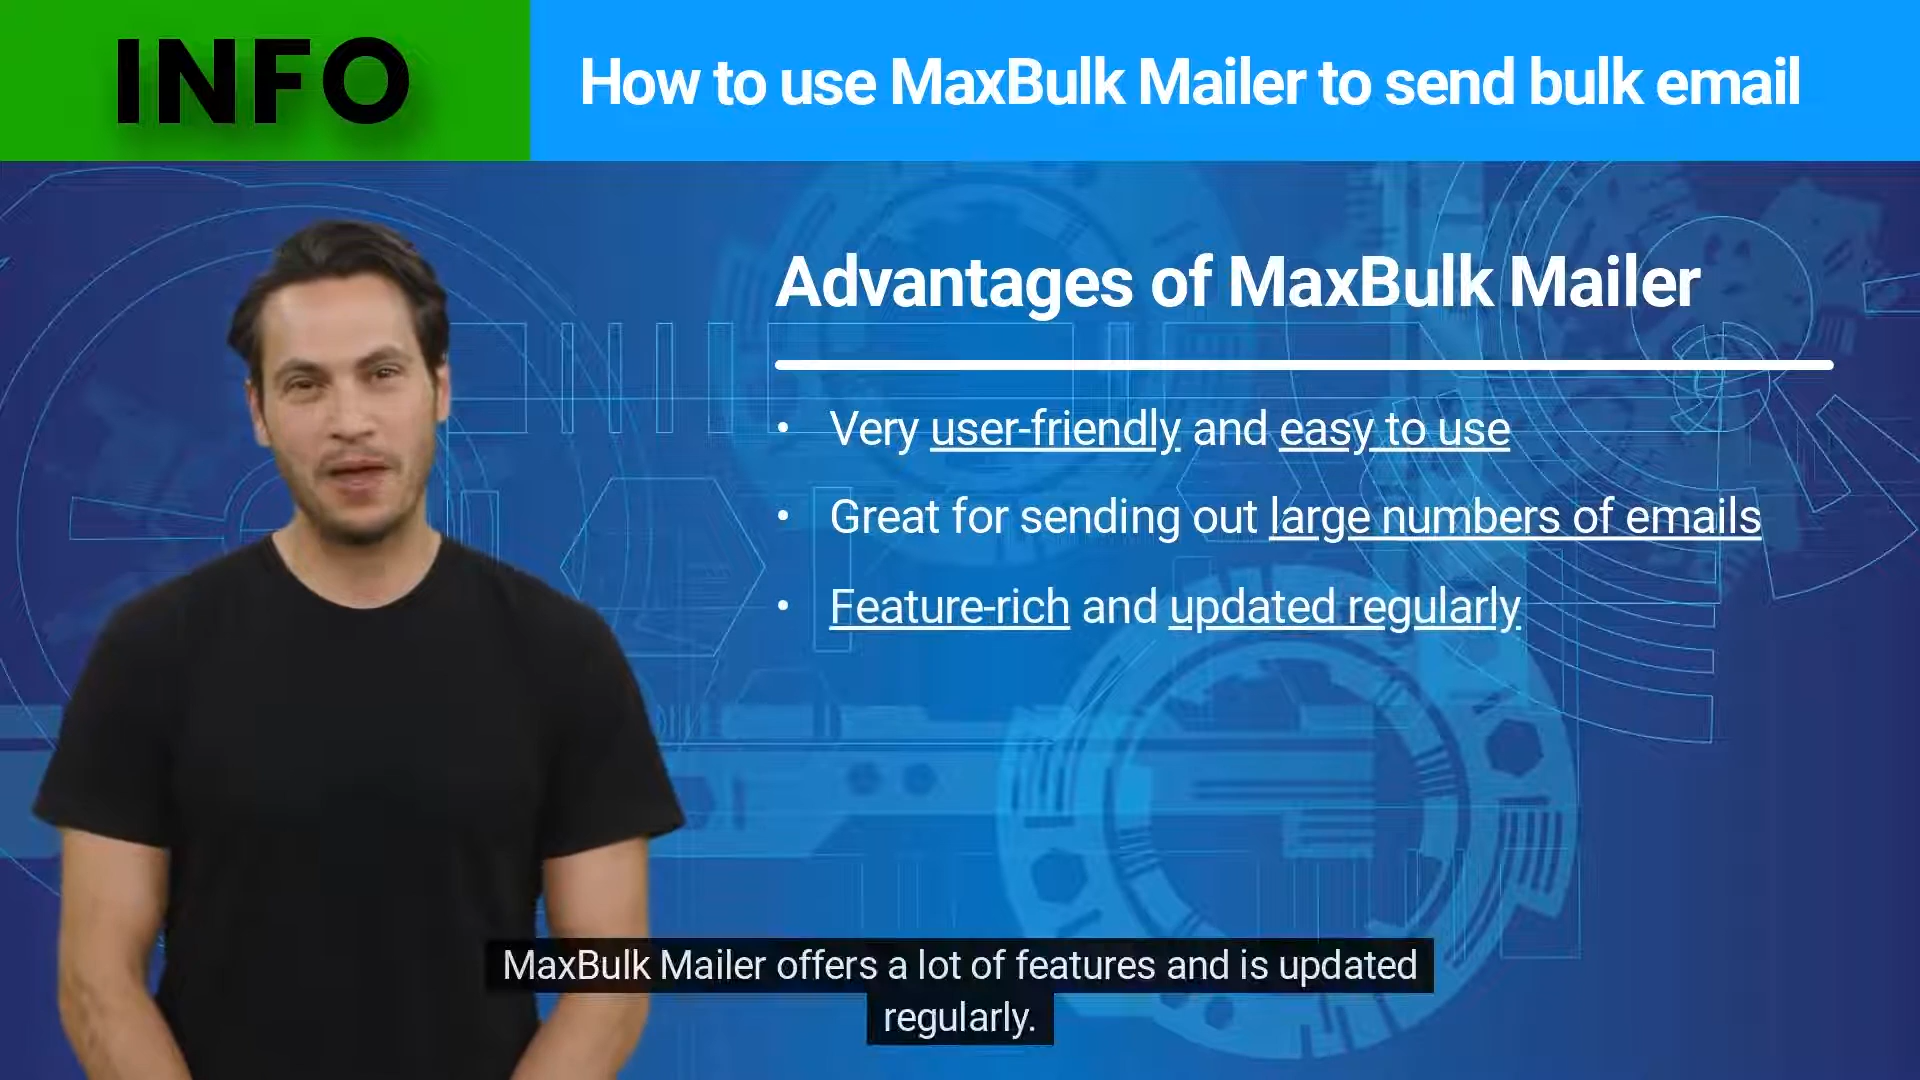 INFO
How to use MaxBulk Mailer to send bulk email
Advantages of MaxBulk Mailer
• Very user-friendly and easy to use
• Great for sending out large numbers of emails
• Feature-rich and updated regularly
MaxBulk Mailer offers a lot of features and is updated
regularly.